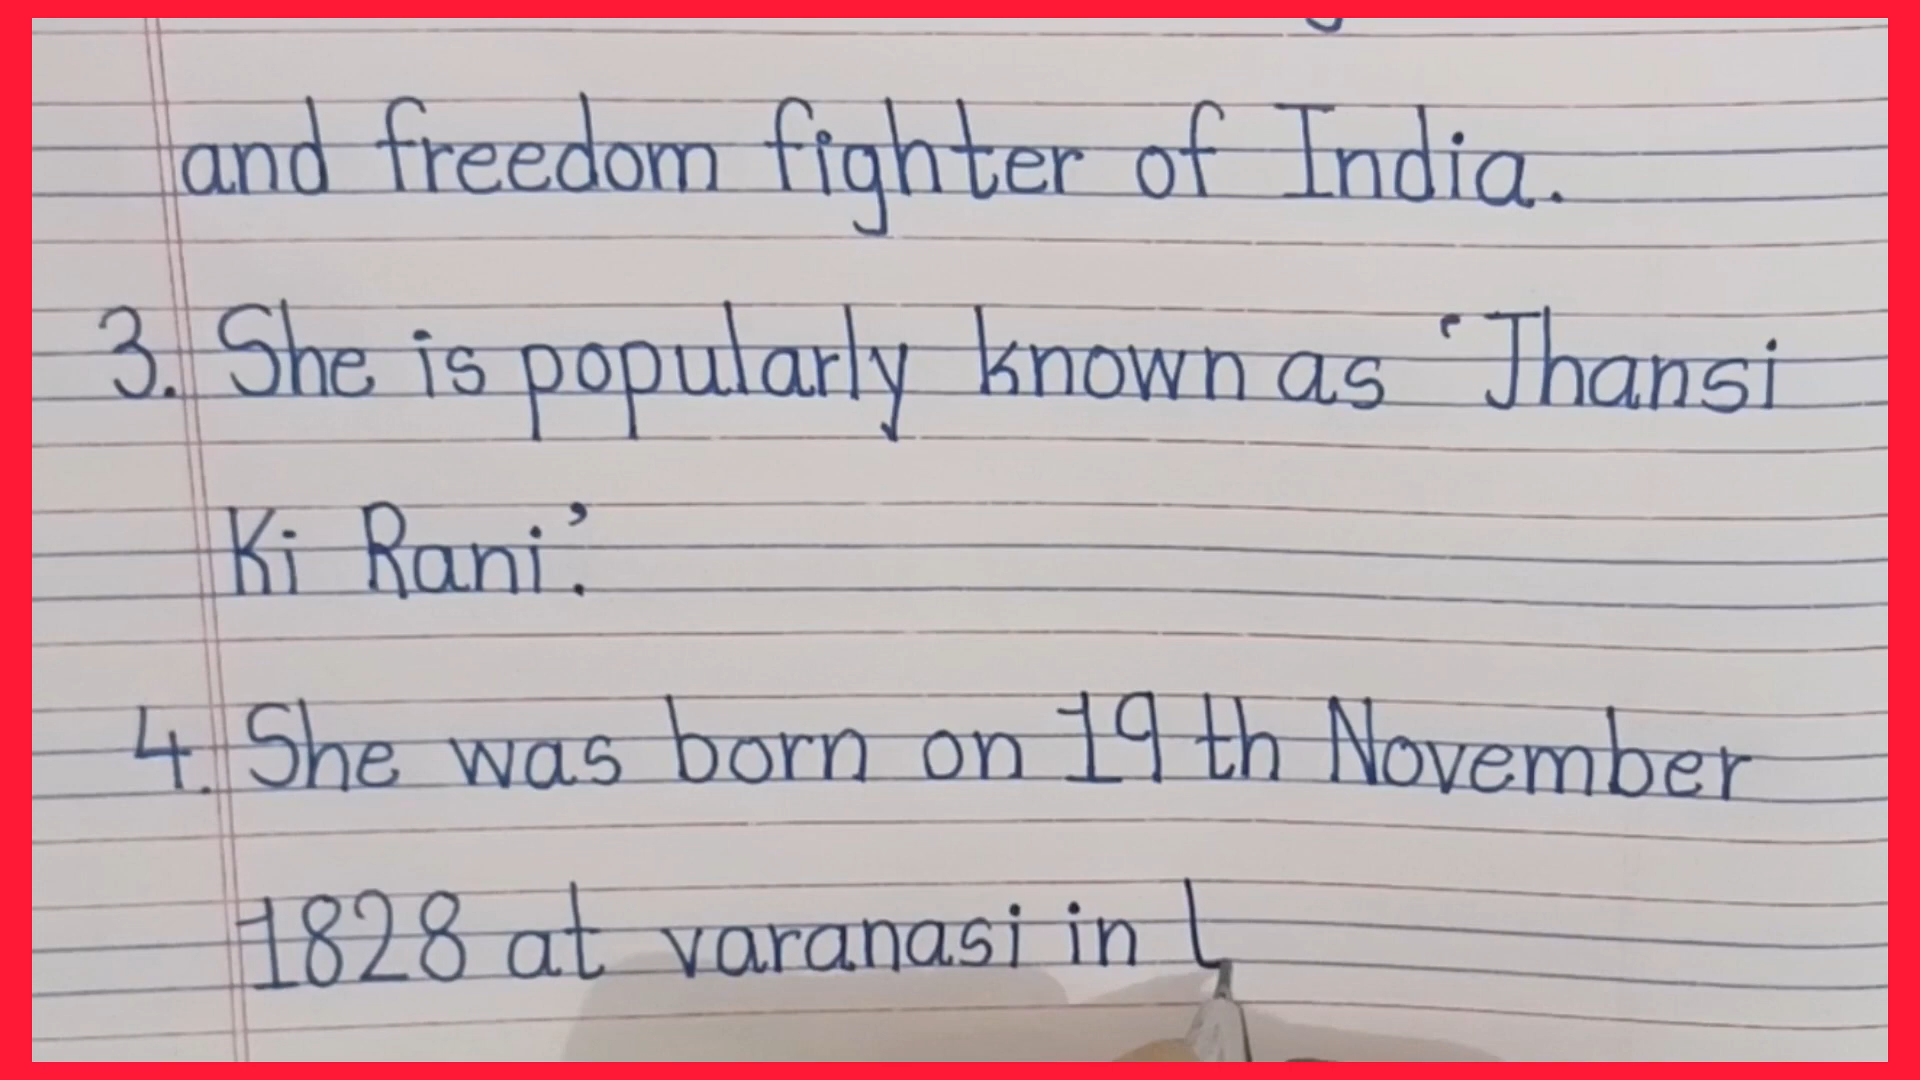 and freedom fighter of India.
3. She is popularly known as 'Jhansi
Ki Rani'.
4. She was born on 19 th November
1828 at varanasi in